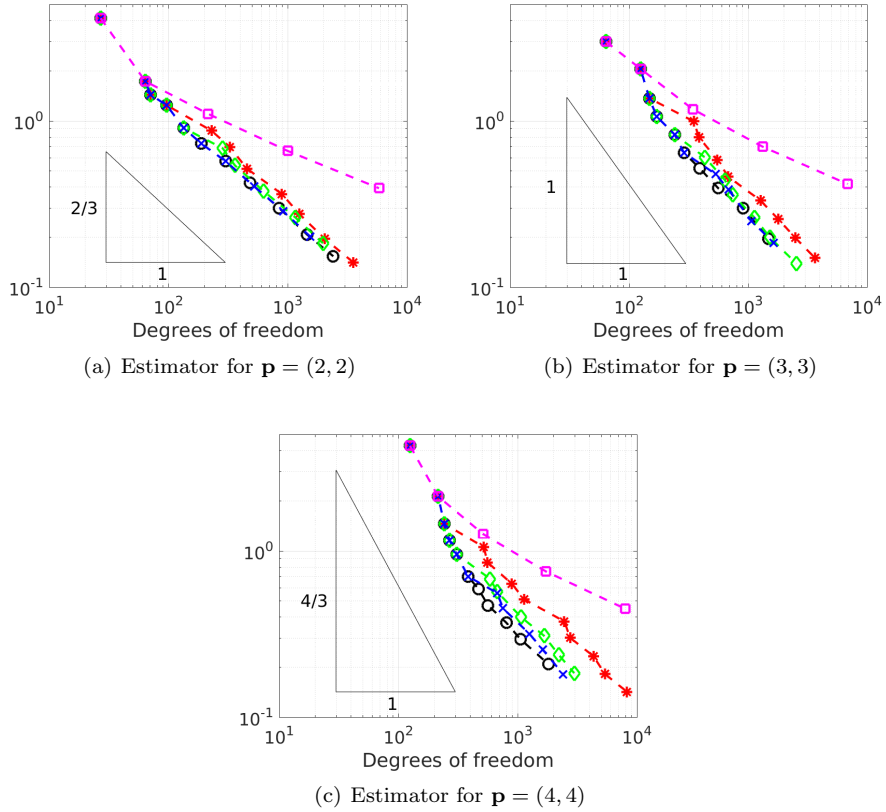 10^0
2/3
1
10^-1
10^1 10^2 10^3 10^4
Degrees of freedom
(a) Estimator for p = (2, 2)
10^0
1
1
10^-1
10^1 10^2 10^3 10^4
Degrees of freedom
(b) Estimator for p = (3, 3)
10^0
4/3
1
10^-1
10^1 10^2 10^3 10^4
Degrees of freedom
(c) Estimator for p = (4, 4)